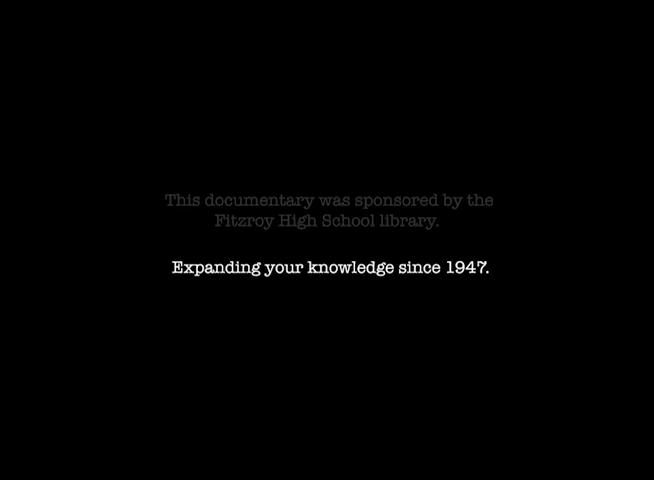 This documentary was sponsored by the
Fitzroy High School library.
Expanding your knowledge since 1947.